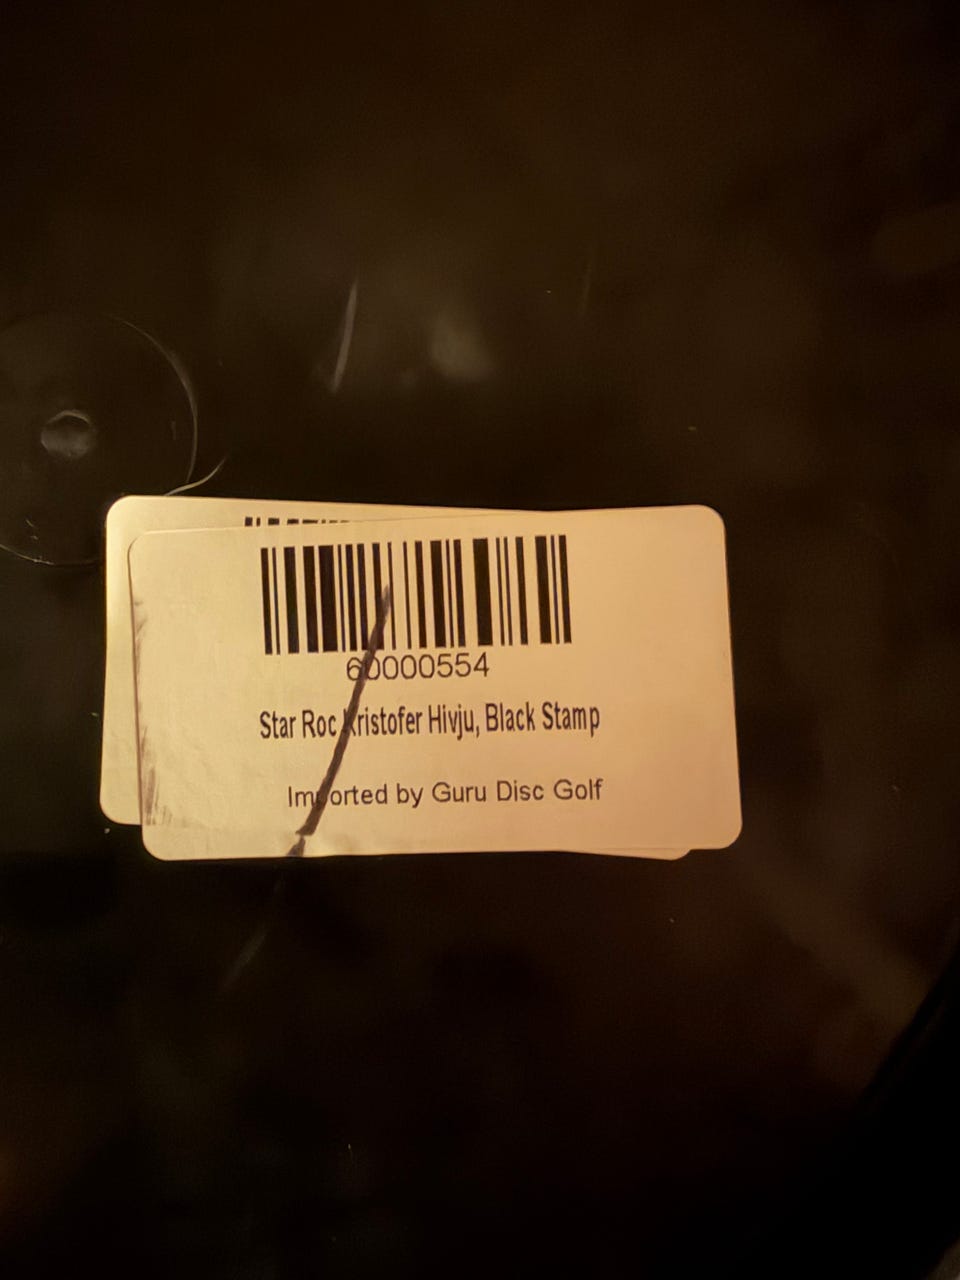 60000554
Star Roc Kristofer Hivju, Black Stamp
Imported by Guru Disc Golf